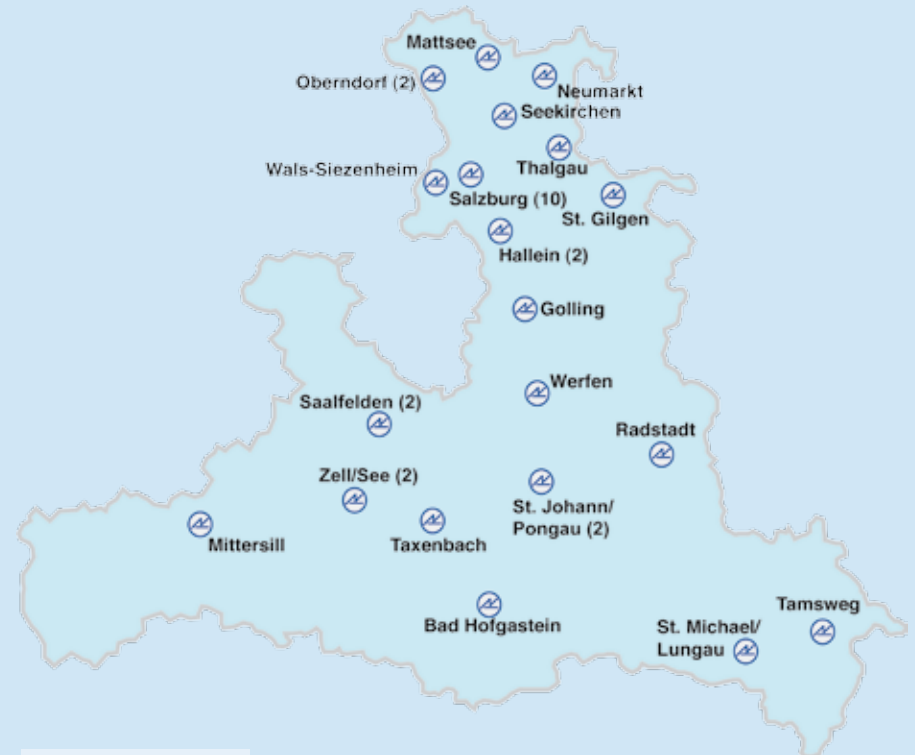 Mattsee
Oberndorf (2)
Neumarkt
Seekirchen
Thalgau
Wals-Siezenheim
Salzburg (10)
St. Gilgen
Hallein (2)
Golling
Werfen
Saalfelden (2)
Radstadt
Zell/See (2)
St. Johann/
Pongau (2)
Mittersill
Taxenbach
Bad Hofgastein
Tamsweg
St. Michael/
Lungau